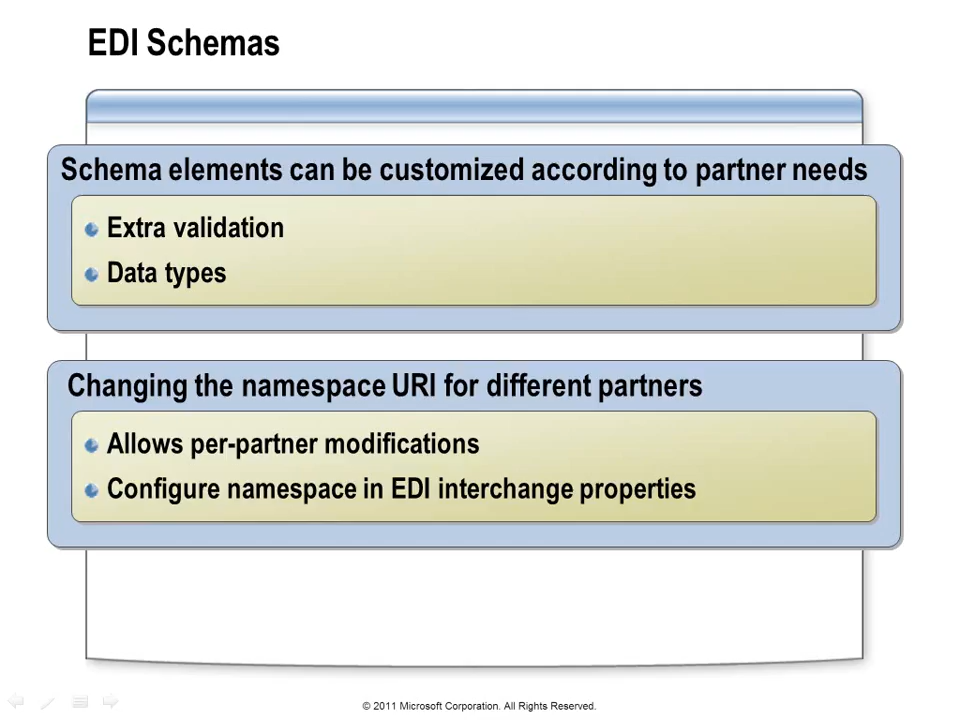 EDI Schemas
Schema elements can be customized according to partner needs
Extra validation
Data types
Changing the namespace URI for different partners
Allows per-partner modifications
Configure namespace in EDI interchange properties
© 2011 Microsoft Corporation. All Rights Reserved.